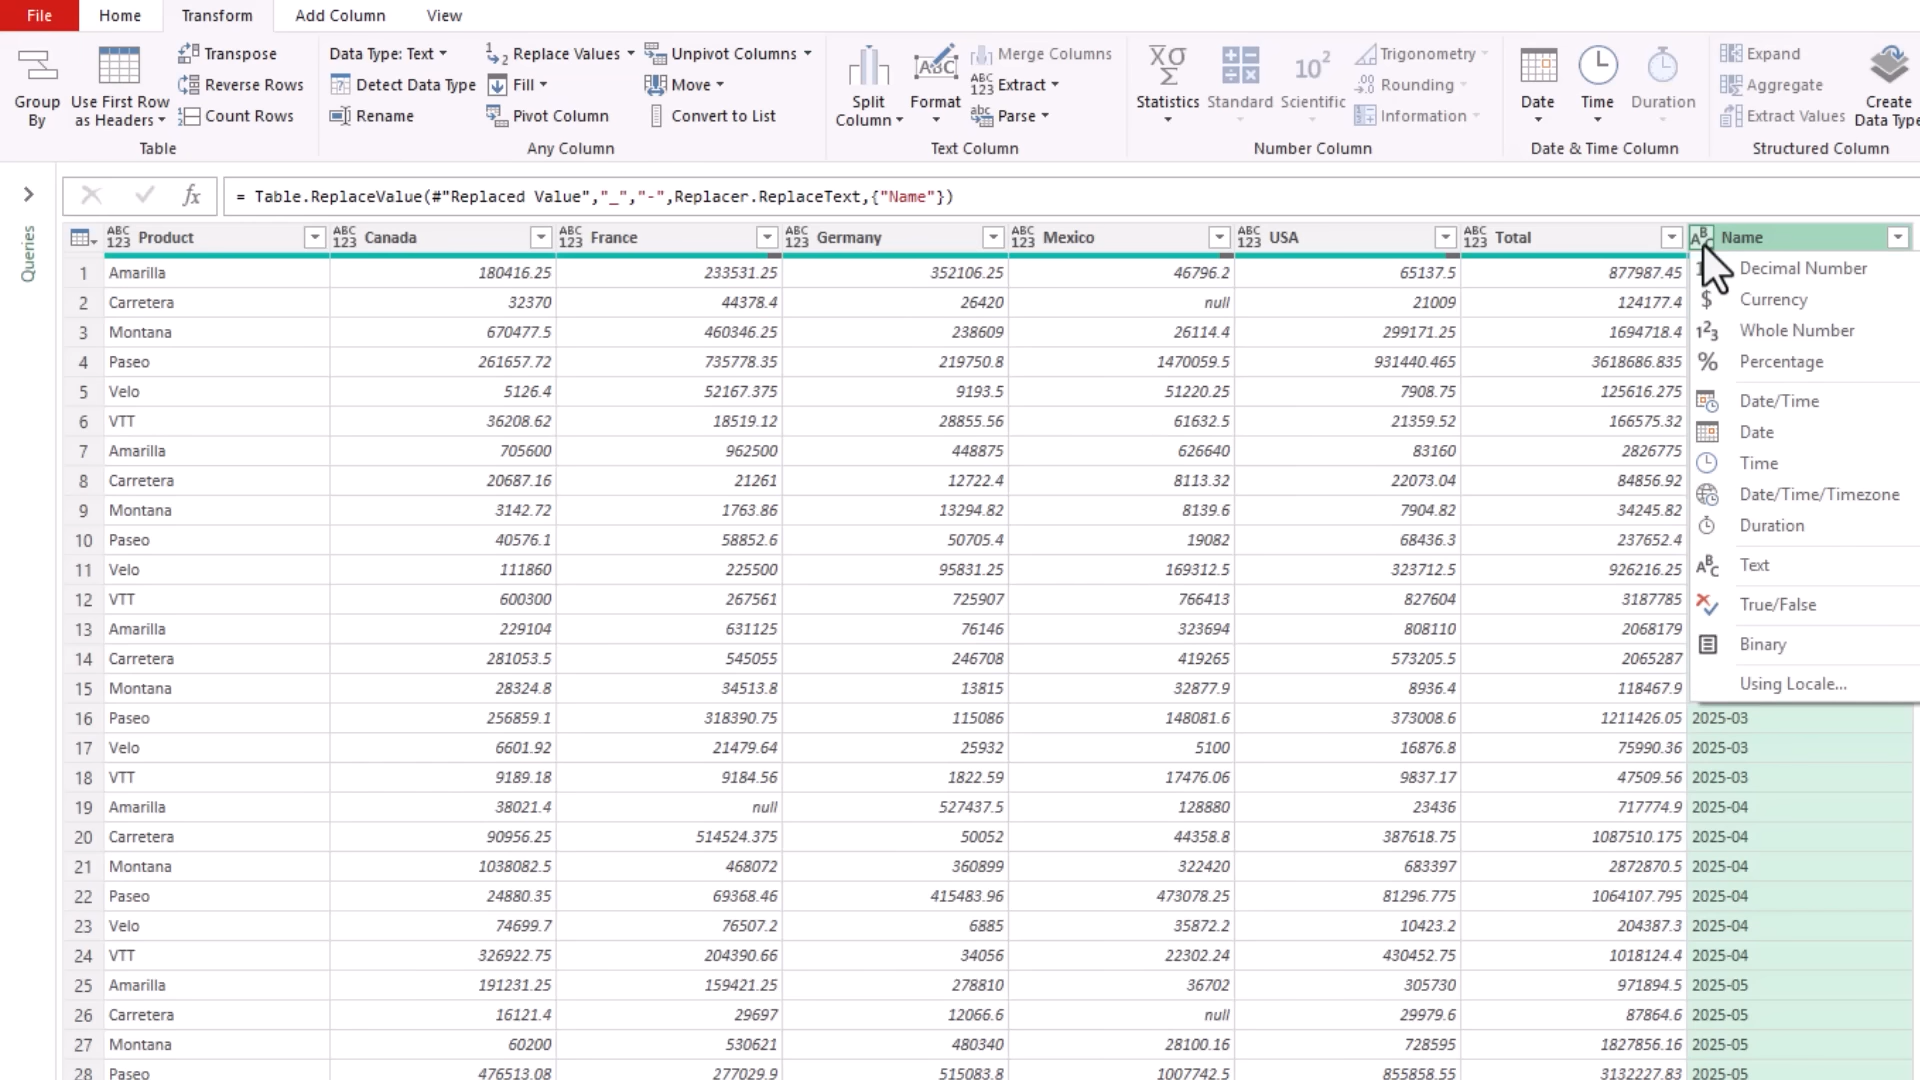 File Home Transform Add Column View
Group By
Use First Row as Headers
Transpose
Reverse Rows
Count Rows
Table
Data Type: Text
Detect Data Type
Rename
Replace Values
Fill
Pivot Column
Unpivot Columns
Move
Convert to List
Any Column
Split Column
Format
Merge Columns
Extract
Parse
Text Column
Statistics
Standard
Scientific
Trigonometry
Rounding
Information
Number Column
Date
Time
Duration
Date & Time Column
Expand
Aggregate
Extract Values
Structured Column
Create
Data Type
Queries
fx = Table.ReplaceValue(#"Replaced Value","_","-",Replacer.ReplaceText,{"Name"})
Product Canada France Germany Mexico USA Total Name
1 Amarilla 180416.25 233531.25 352106.25 46796.2 65137.5 877987.45
2 Carretera 32370 44378.4 26420 null 21009 124177.4
3 Montana 670477.5 460346.25 238609 26114.4 299171.25 1694718.4
4 Paseo 261657.72 735778.35 219750.8 1470059.5 931440.465 3618686.835
5 Velo 5126.4 52167.375 9193.5 51220.25 7908.75 125616.275
6 VTT 36208.62 18519.12 28855.56 61632.5 21359.52 166575.32
7 Amarilla 705600 962500 448875 626640 83160 2826775
8 Carretera 20687.16 21261 12722.4 8113.32 22073.04 84856.92
9 Montana 3142.72 1763.86 13294.82 8139.6 7904.82 34245.82
10 Paseo 40576.1 58852.6 50705.4 19082 68436.3 237652.4
11 Velo 111860 225500 95831.25 169312.5 323712.5 926216.25
12 VTT 600300 267561 725907 766413 827604 3187785
13 Amarilla 229104 631125 76146 323694 808110 2068179
14 Carretera 281053.5 545055 246708 419265 573205.5 2065287
15 Montana 28324.8 34513.8 13815 32877.9 8936.4 118467.9
16 Paseo 256859.1 318390.75 115086 148081.6 373008.6 1211426.05 2025-03
17 Velo 6601.92 21479.64 25932 5100 16876.8 75990.36 2025-03
18 VTT 9189.18 9184.56 1822.59 17476.06 9837.17 47509.56 2025-03
19 Amarilla 38021.4 null 527437.5 128880 23436 717774.9 2025-04
20 Carretera 90956.25 514524.375 50052 44358.8 387618.75 1087510.175 2025-04
21 Montana 1038082.5 468072 360899 322420 683397 2872870.5 2025-04
22 Paseo 24880.35 69368.46 415483.96 473078.25 81296.775 1064107.795 2025-04
23 Velo 74699.7 76507.2 6885 35872.2 10423.2 204387.3 2025-04
24 VTT 326922.75 204390.66 34056 22302.24 430452.75 1018124.4 2025-04
25 Amarilla 191231.25 159421.25 278810 36702 305730 971894.5 2025-05
26 Carretera 16121.4 29697 12066.6 null 29979.6 87864.6 2025-05
27 Montana 60200 530621 480340 28100.16 728595 1827856.16 2025-05
28 Paseo 476513.08 277029.9 515083.8 1007742.5 855858.55 3132227.83 2025-05
Decimal Number
$ Currency
Whole Number
% Percentage
Date/Time
Date
Time
Date/Time/Timezone
Duration
Text
True/False
Binary
Using Locale...